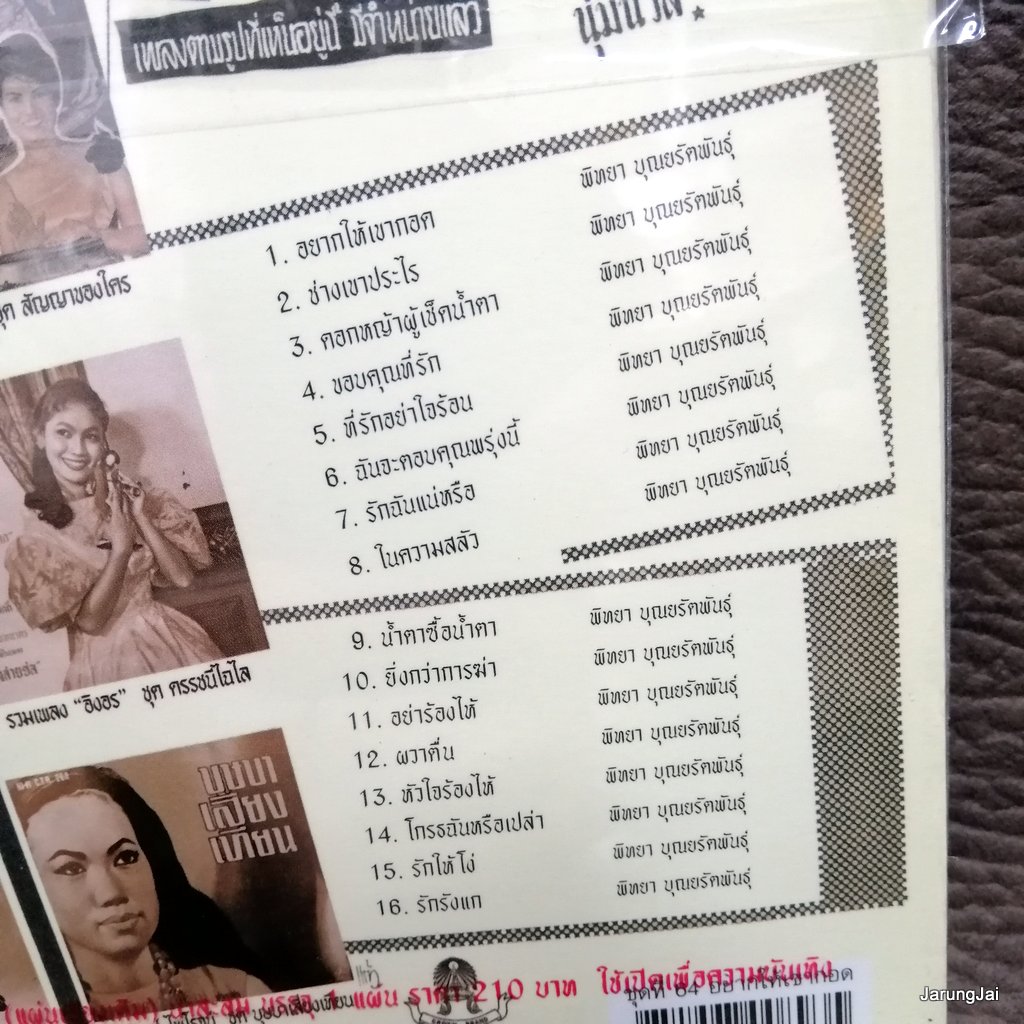 เพลงตามรูปที่เห็นอยู่นี้ มีจำหน่ายแล้ว
นุ่มนวล
ชุด สัญญาของใคร
1. อยากให้เขากอด พิทยา บุณยรัตพันธุ์
2. ช่างเขาประไร พิทยา บุณยรัตพันธุ์
3. ดอกหญ้าผู้เช็ดน้ำตา พิทยา บุณยรัตพันธุ์
4. ขอบคุณที่รัก พิทยา บุณยรัตพันธุ์
5. ที่รักอย่าใจร้อน พิทยา บุณยรัตพันธุ์
6. ฉันจะตอบคุณพรุ่งนี้ พิทยา บุณยรัตพันธุ์
7. รักฉันแน่หรือ พิทยา บุณยรัตพันธุ์
8. ในความสลัว พิทยา บุณยรัตพันธุ์
9. น้ำตาซื้อน้ำตา พิทยา บุณยรัตพันธุ์
10. ยิ่งกว่าการฆ่า พิทยา บุณยรัตพันธุ์
11. อย่าร้องไห้ พิทยา บุณยรัตพันธุ์
12. ผวาตื่น พิทยา บุณยรัตพันธุ์
13. หัวใจร้องไห้ พิทยา บุณยรัตพันธุ์
14. โกรธฉันหรือเปล่า พิทยา บุณยรัตพันธุ์
15. รักให้โง่ พิทยา บุณยรัตพันธุ์
16. รักรังแก พิทยา บุณยรัตพันธุ์
รวมเพลง "อิงอร" ชุด ดรรชนีไฉไล
บุษบา
เสี่ยง
เทียน
แผ่น ราคา 210 บาท ใช้เปิดเพื่อความบันเทิง
ชุดที่ 64 อยากให้เขากอด
ชุด บุษบาเสี่ยงเทียน
JarungJai